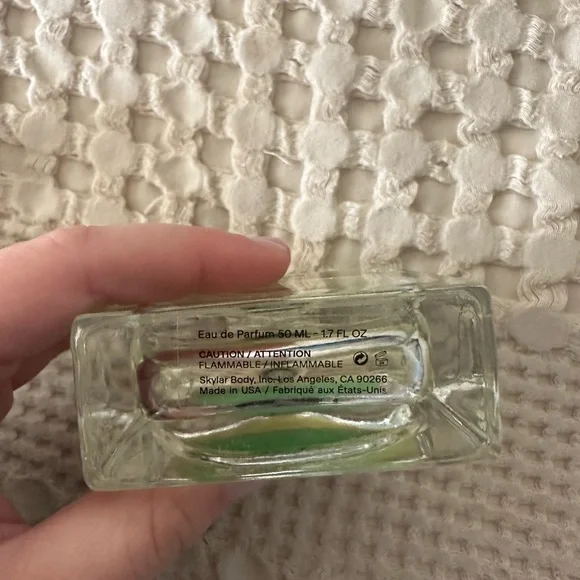 Eau de Parfum 50 ML - 1.7 FL OZ
CAUTION / ATTENTION
FLAMMABLE / INFLAMMABLE
Skylar Body, Inc. Los Angeles, CA 90266
Made in USA / Fabriqué aux États-Unis